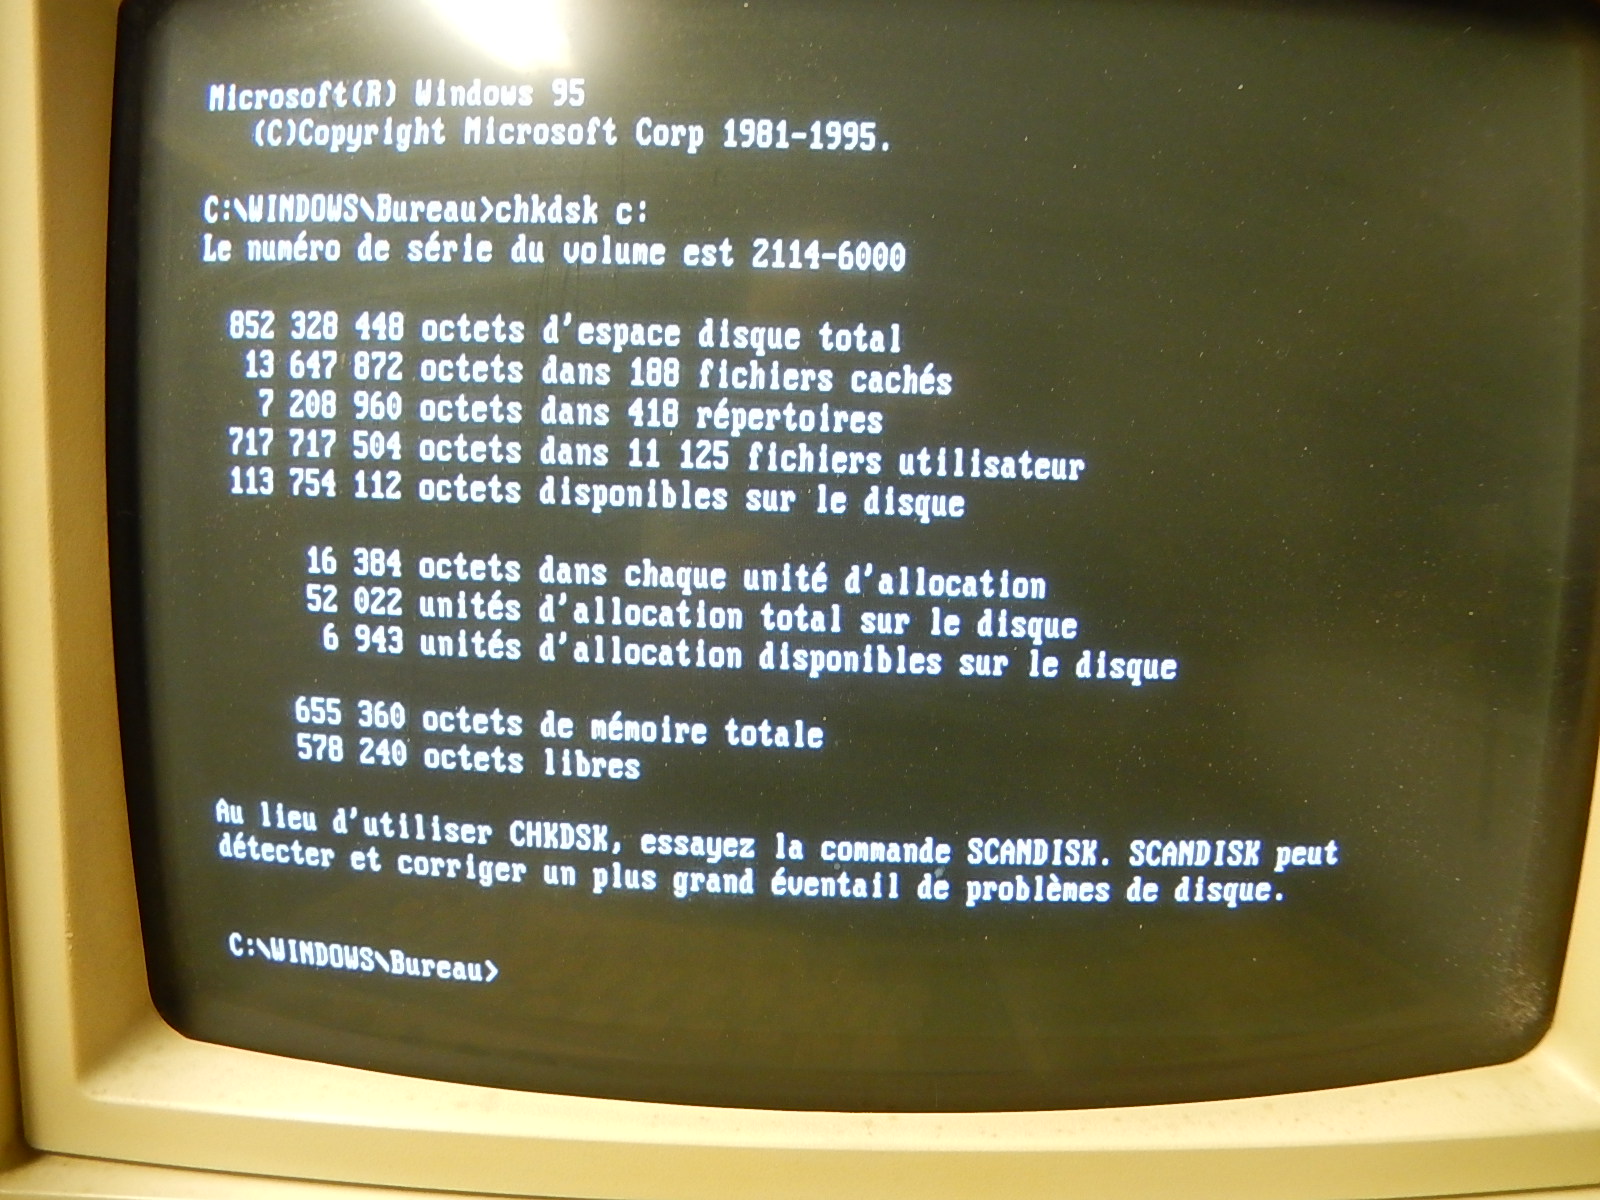 Microsoft(R) Windows 95
(C)Copyright Microsoft Corp 1981-1995.
C:\WINDOWS\Bureau>chkdsk c:
Le numéro de série du volume est 2114-6000
852 328 448 octets d'espace disque total
13 647 872 octets dans 188 fichiers cachés
7 208 960 octets dans 418 répertoires
717 717 504 octets dans 11 125 fichiers utilisateur
113 754 112 octets disponibles sur le disque
16 384 octets dans chaque unité d'allocation
52 022 unités d'allocation total sur le disque
6 943 unités d'allocation disponibles sur le disque
655 360 octets de mémoire totale
578 240 octets libres
Au lieu d'utiliser CHKDSK, essayez la commande SCANDISK. SCANDISK peut
détecter et corriger un plus grand éventail de problèmes de disque.
C:\WINDOWS\Bureau>